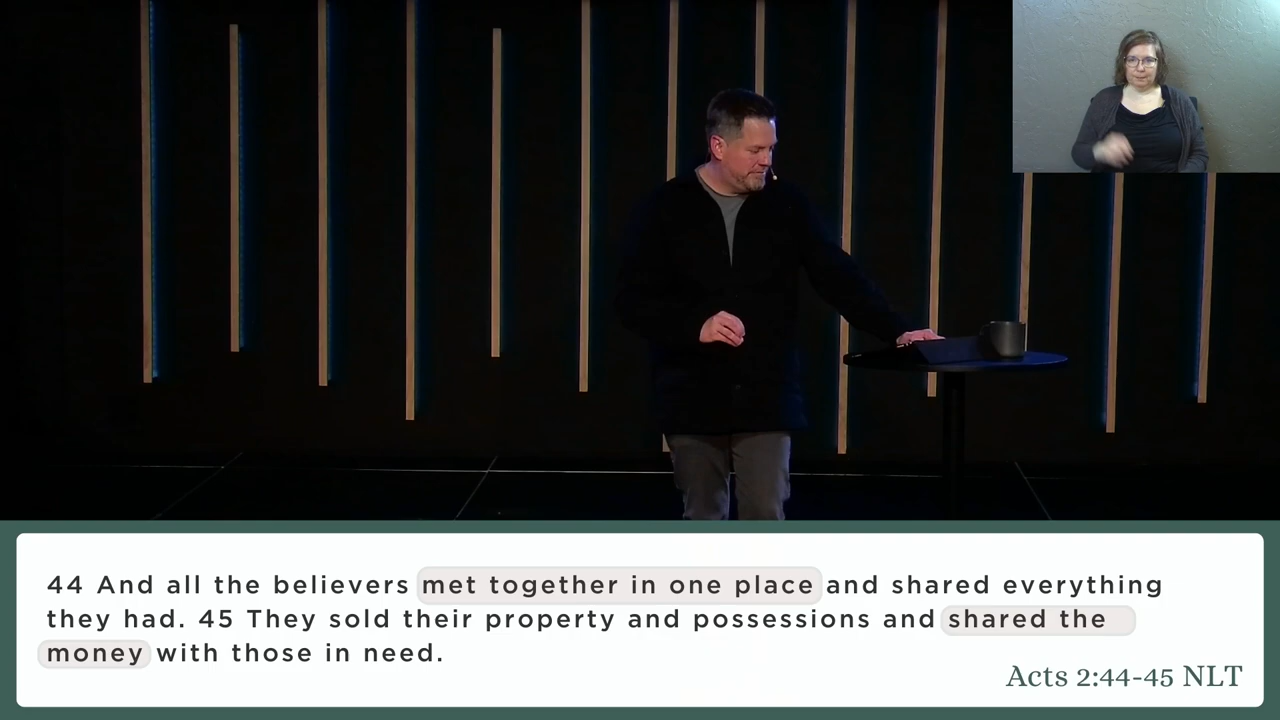 44 And all the believers met together in one place and shared everything
they had. 45 They sold their property and possessions and shared the
money with those in need.
Acts 2:44-45 NLT